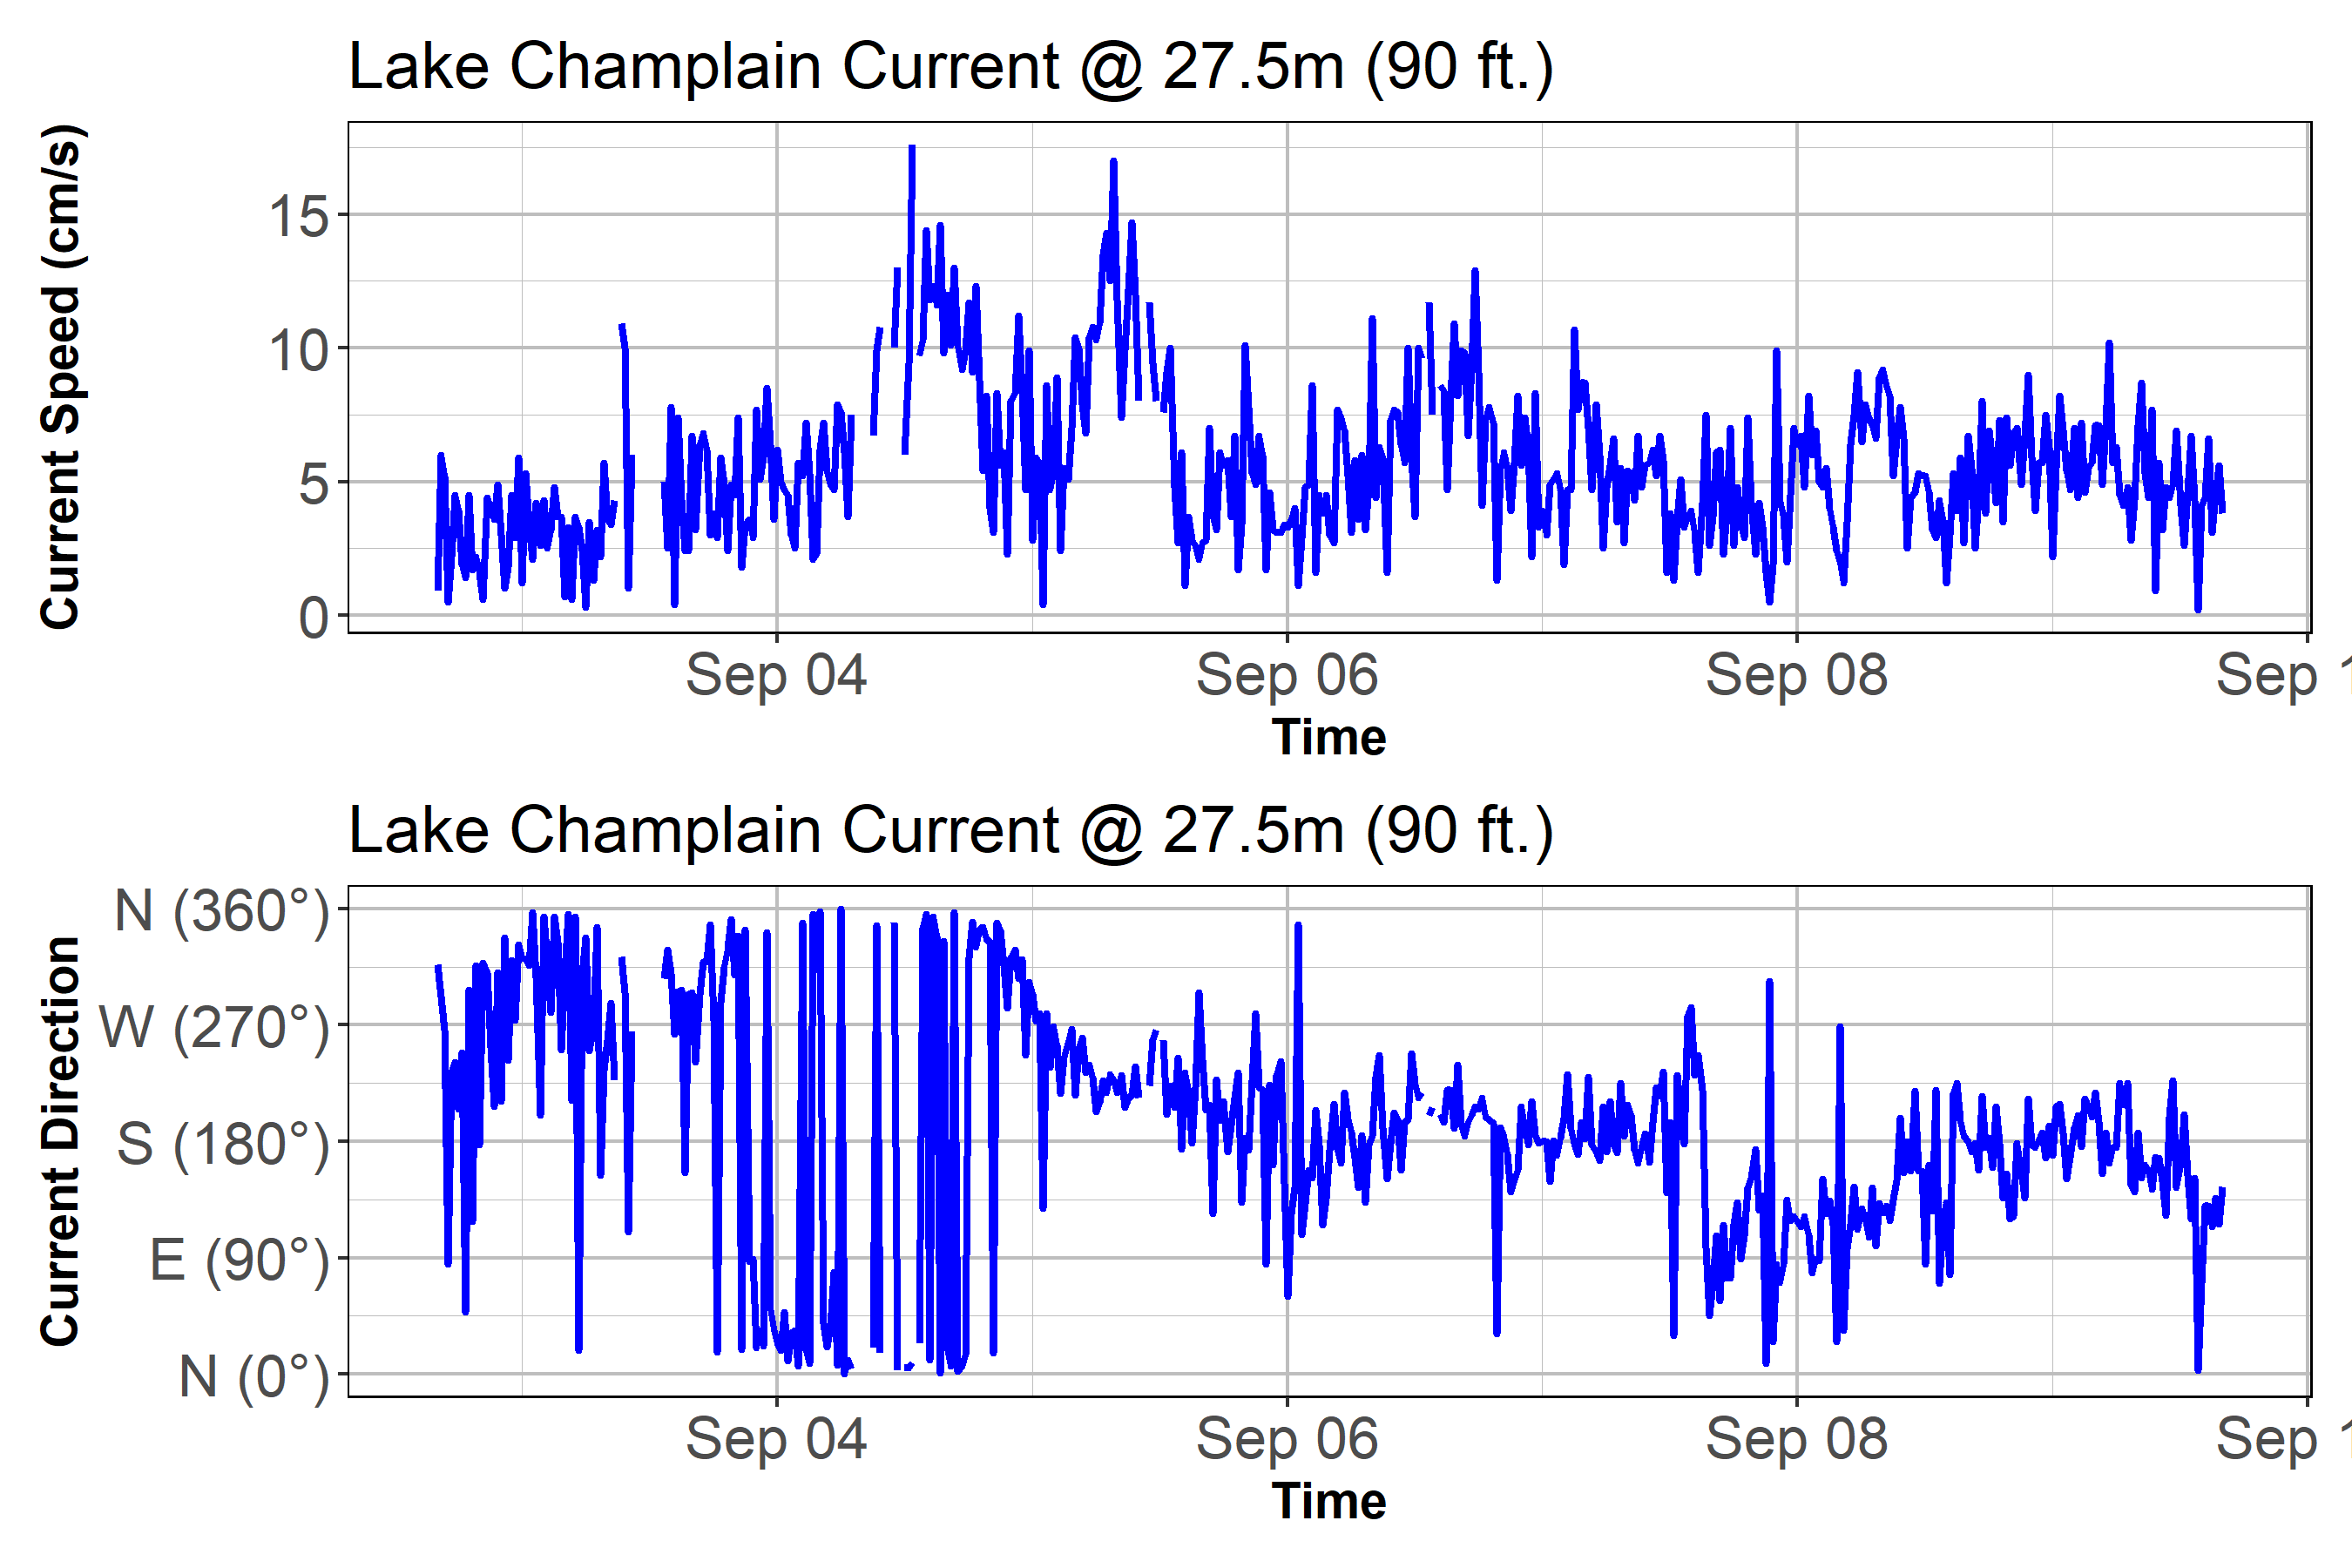 Lake Champlain Current @ 27.5m (90 ft.)
Current Speed (cm/s)
15
10
5
0
Sep 04 Sep 06 Sep 08 Sep 1
Time
Lake Champlain Current @ 27.5m (90 ft.)
Current Direction
N (360°)
W (270°)
S (180°)
E (90°)
N (0°)
Sep 04 Sep 06 Sep 08 Sep 1
Time